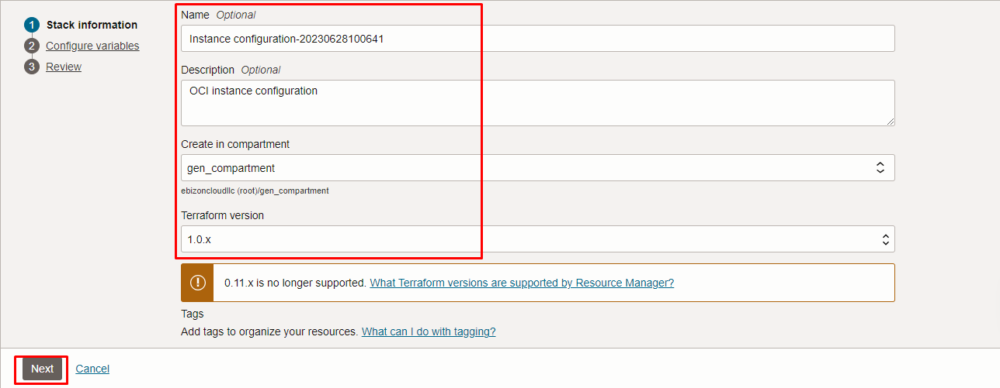 1 Stack information
2 Configure variables
3 Review
Name Optional
Instance configuration-20230628100641
Description Optional
OCI instance configuration
Create in compartment
gen_compartment
ebizoncloudllc (root)/gen_compartment
Terraform version
1.0.x
0.11.x is no longer supported. What Terraform versions are supported by Resource Manager?
Tags
Add tags to organize your resources. What can I do with tagging?
Next Cancel